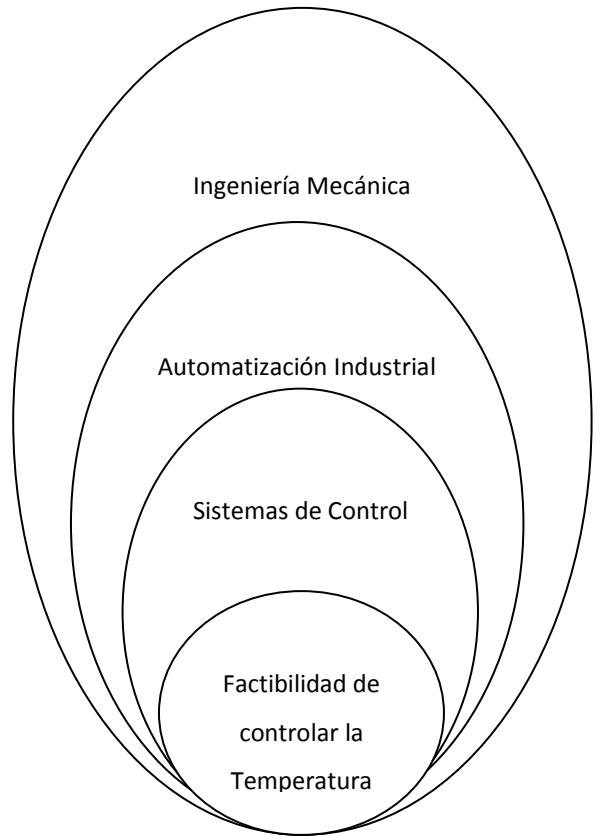 Ingeniería Mecánica
Automatización Industrial
Sistemas de Control
Factibilidad de
controlar la
Temperatura